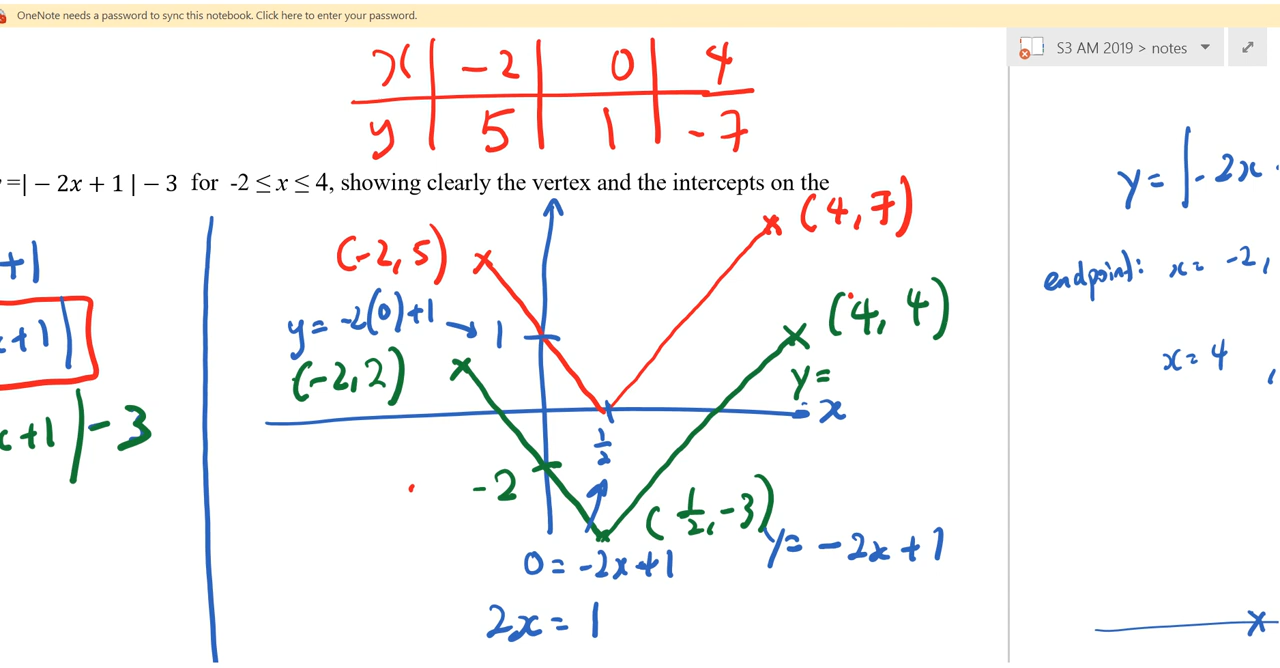 OneNote needs a password to sync this notebook. Click here to enter your password.
S3 AM 2019 > notes
x -2 0 4
y 5 1 -7
=| − 2x + 1 | − 3 for -2 ≤ x ≤ 4, showing clearly the vertex and the intercepts on the
+1
x+1|
x+1|-3
(-2, 5)
(4, 7)
y = -2(0)+1 → 1
(-2, 2)
(4, 4)
y =
x
1/2
-2
(1/2, -3)
y = -2x+1
0 = -2x+1
2x = 1
y = |-2x
endpoint: x = -2,
x = 4,